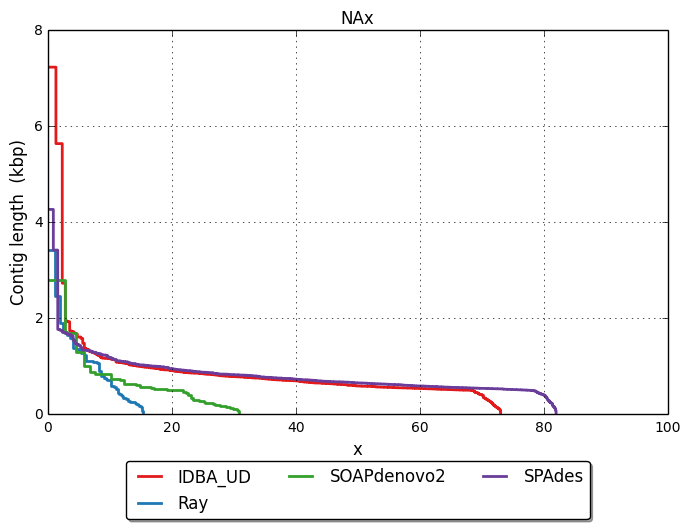 NAx
Contig length (kbp)
8
6
4
2
0
0 20 40 60 80 100
x
IDBA_UD SOAPdenovo2 SPAdes
Ray